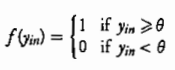 f(y_in) = { 1 if y_in ⩾ θ
0 if y_in < θ